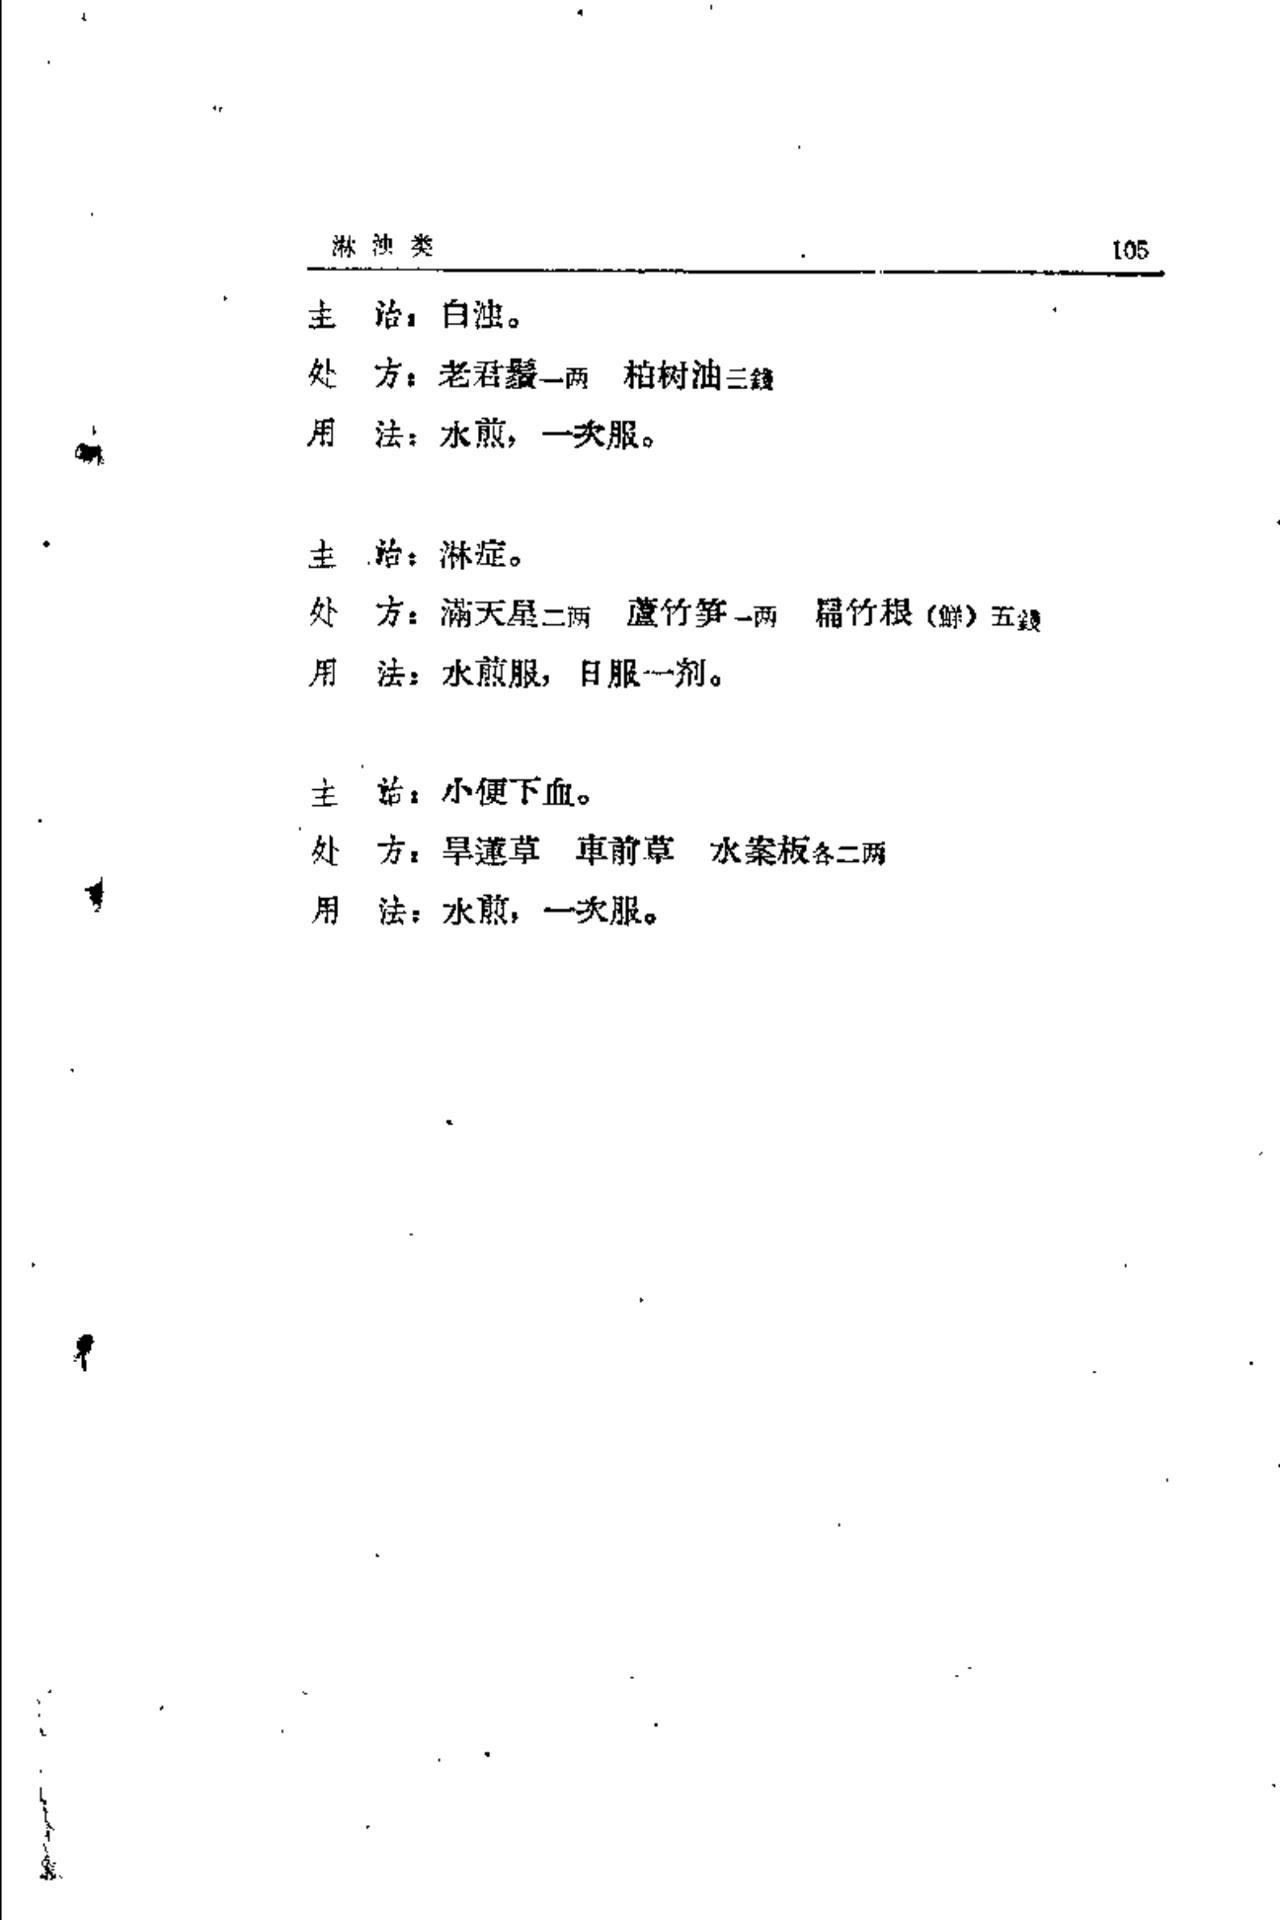 淋浊类 105
主 治：白浊。
处 方：老君鬚一两 柏树油三錢
用 法：水煎，一次服。
主 治：淋症。
处 方：滿天星二两 蘆竹笋一两 扁竹根（鮮）五錢
用 法：水煎服，日服一剂。
主 治：小便下血。
处 方：旱蓮草 車前草 水案板各二两
用 法：水煎，一次服。